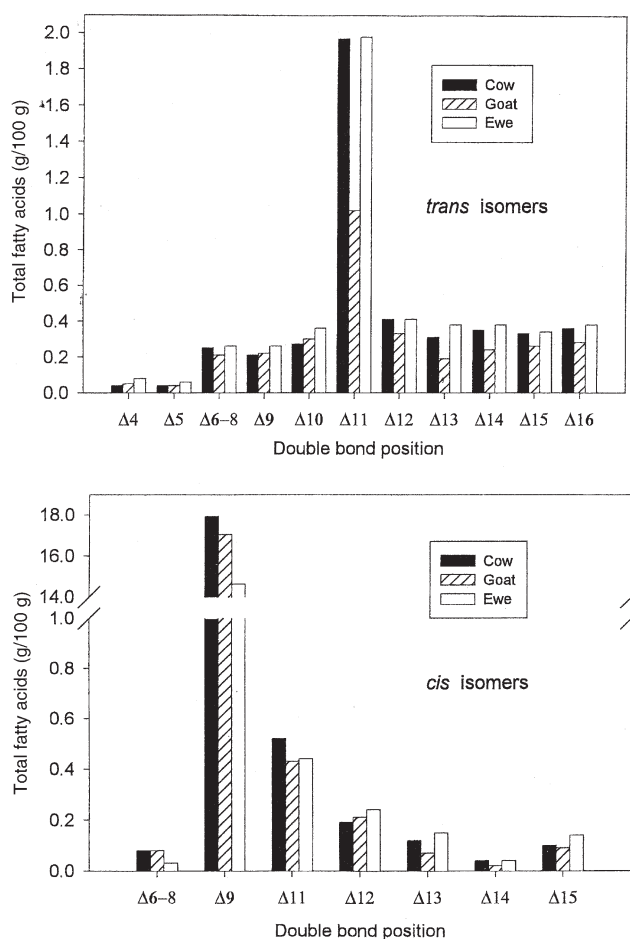 Total fatty acids (g/100 g)
2.0
1.8
1.6
1.4
1.2
1.0
0.8
0.6
0.4
0.2
0.0
Cow
Goat
Ewe
trans isomers
Δ4 Δ5 Δ6–8 Δ9 Δ10 Δ11 Δ12 Δ13 Δ14 Δ15 Δ16
Double bond position
Total fatty acids (g/100 g)
18.0
16.0
14.0
1.0
0.8
0.6
0.4
0.2
0.0
Cow
Goat
Ewe
cis isomers
Δ6–8 Δ9 Δ11 Δ12 Δ13 Δ14 Δ15
Double bond position